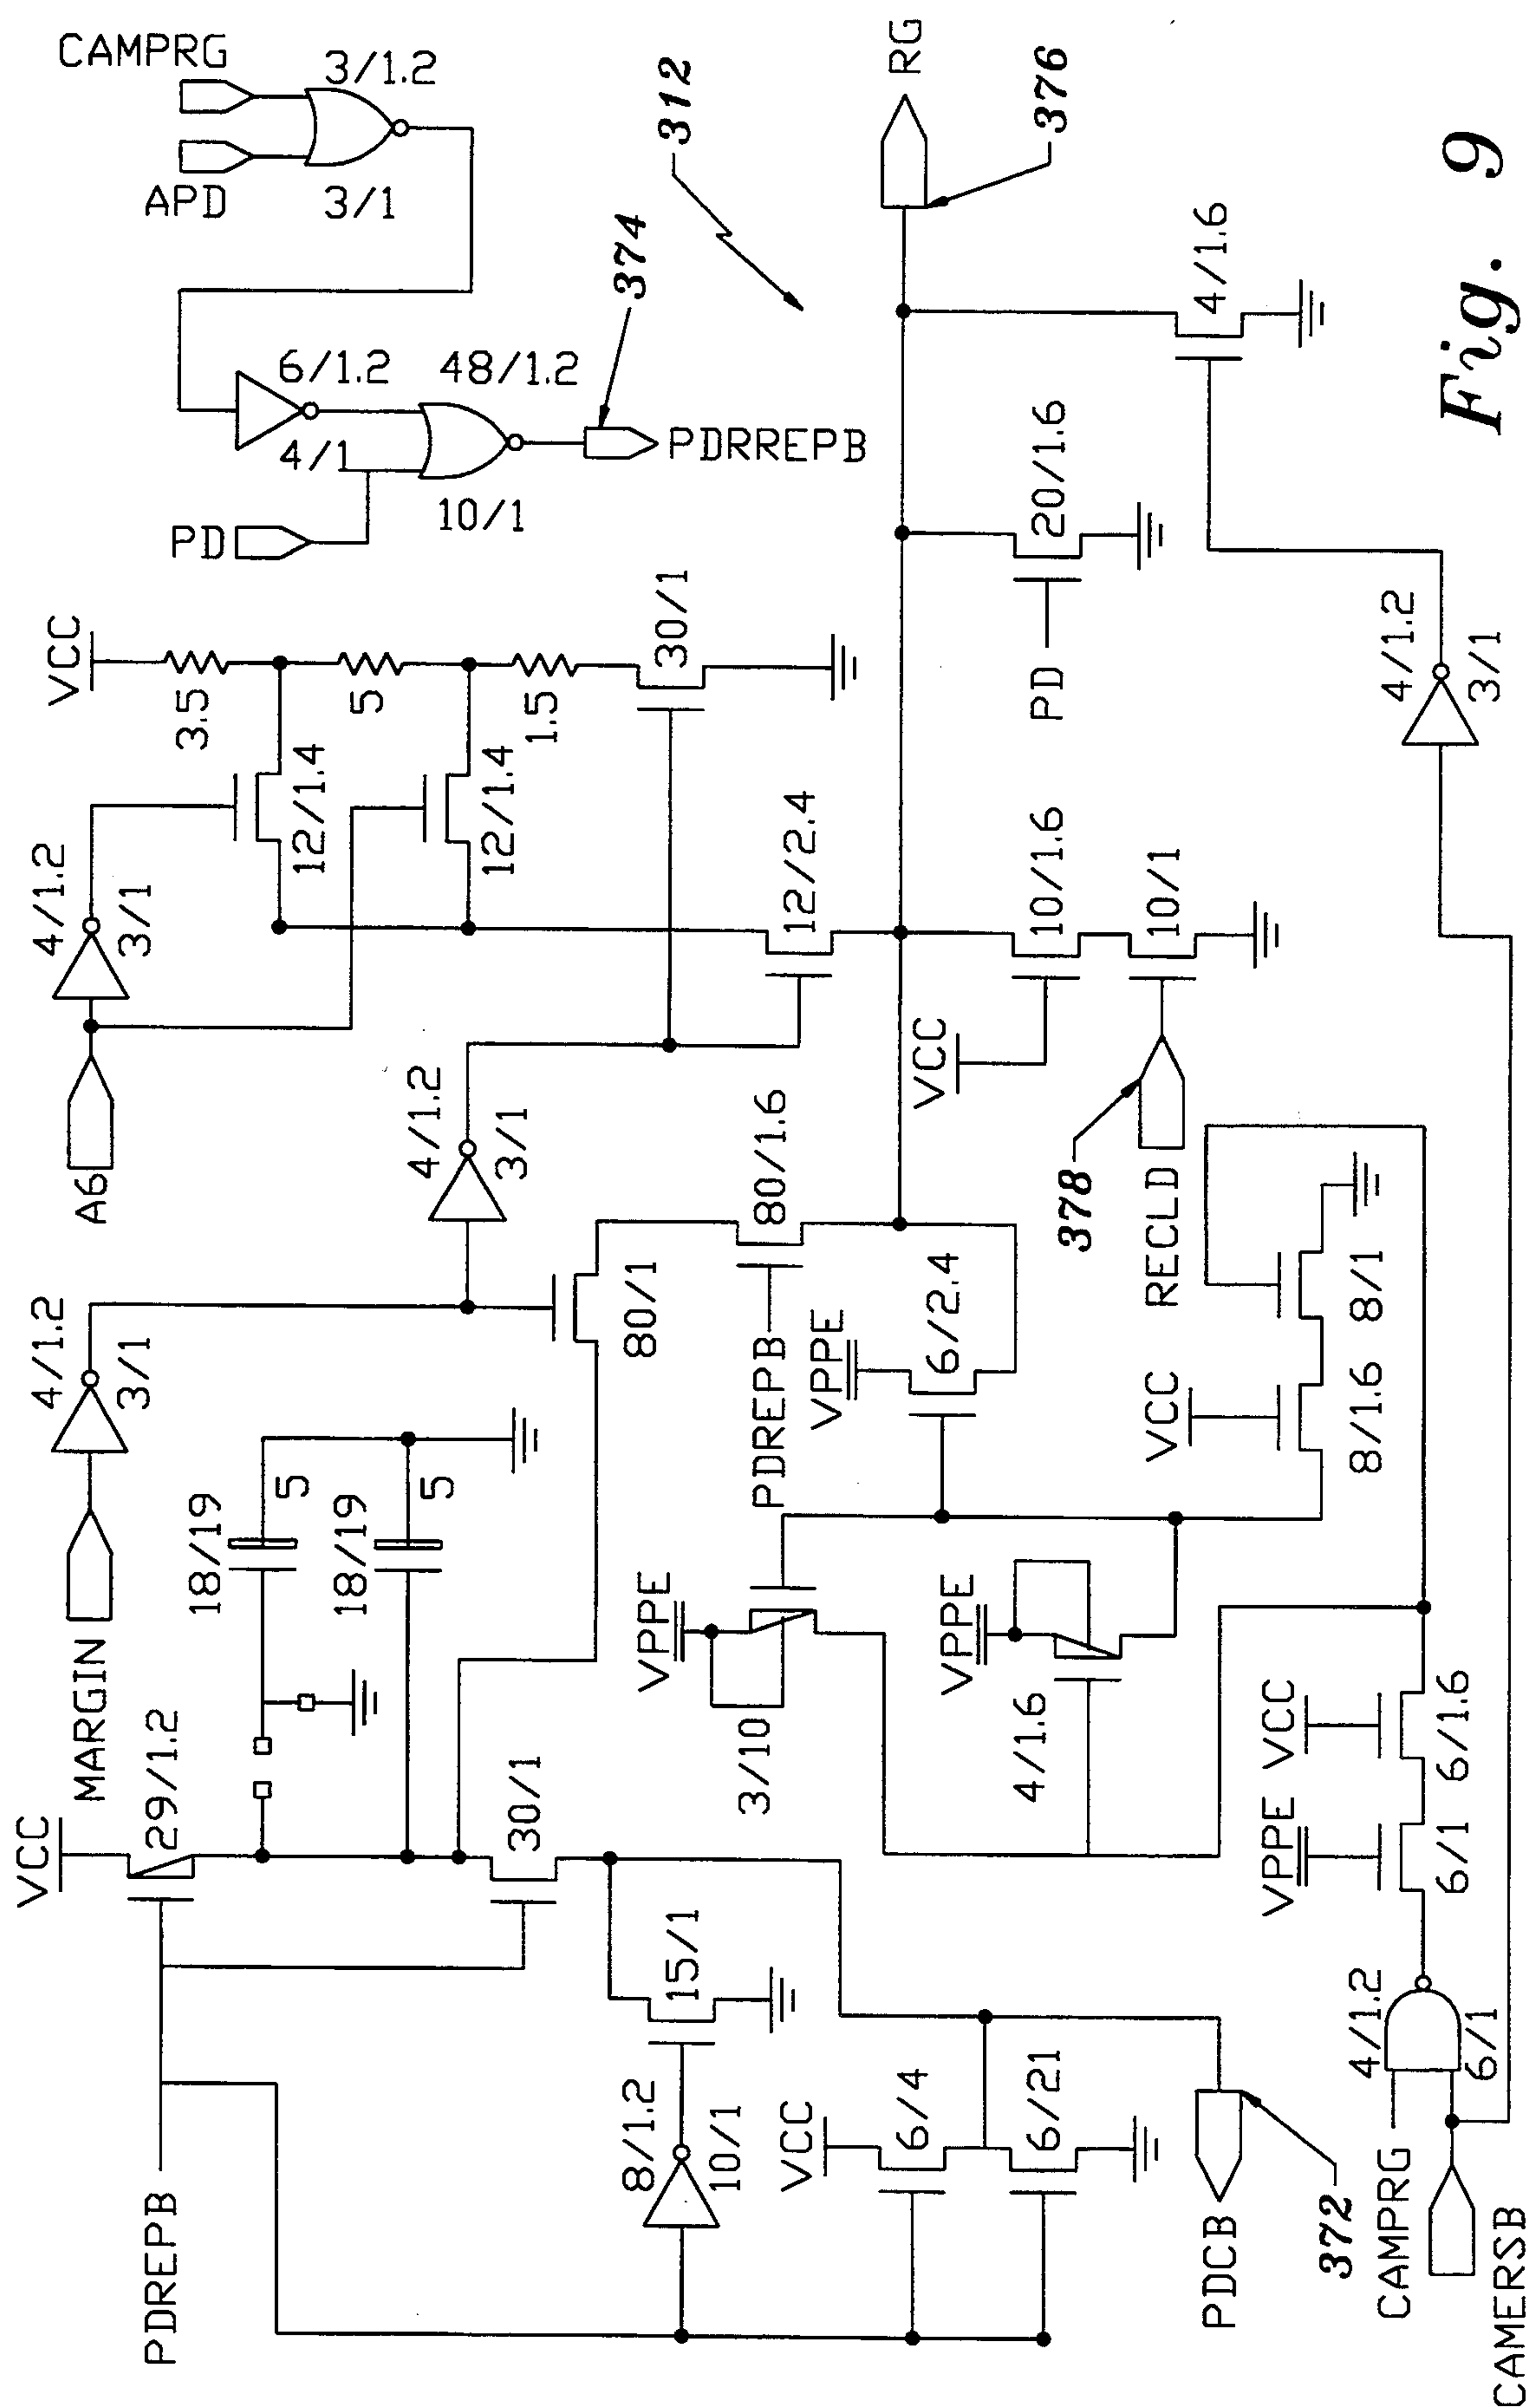 CAMPRG
3/1.2
APD
3/1
6/1.2
4/1
48/1.2
10/1
PD
374
PDRREPB
312
RG
376
VCC
3.5
5
1.5
30/1
12/1.4
12/1.4
4/1.2
3/1
A6
12/2.4
4/1.2
3/1
4/1.2
3/1
MARGIN
80/1
PDREPB
80/1.6
18/19
5
18/19
5
VCC
29/1.2
30/1
PDREPB
8/1.2
10/1
15/1
VCC
6/4
6/21
PDCB
372
VPPE
3/10
VPPE
4/1.6
VPPE
6/2.4
VCC
8/1.6
8/1
VCC
10/1.6
10/1
RECLD
378
PD
20/1.6
4/1.6
4/1.2
3/1
CAMPRG
CAMERSB
4/1.2
6/1
VPPE
6/1
VCC
6/1.6
Fig. 9